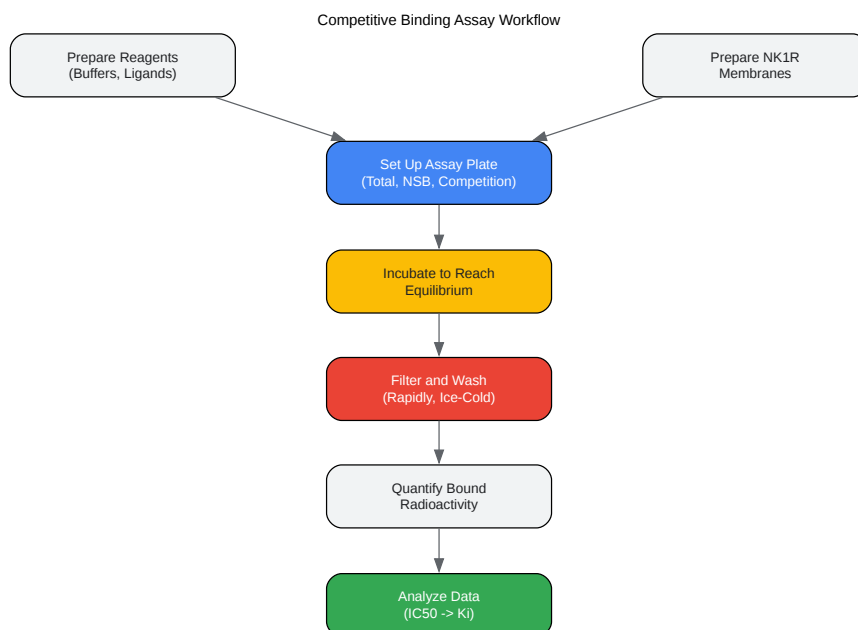 Competitive Binding Assay Workflow
Prepare Reagents
(Buffers, Ligands)
Prepare NK1R
Membranes
Set Up Assay Plate
(Total, NSB, Competition)
Incubate to Reach
Equilibrium
Filter and Wash
(Rapidly, Ice-Cold)
Quantify Bound
Radioactivity
Analyze Data
(IC50 -> Ki)